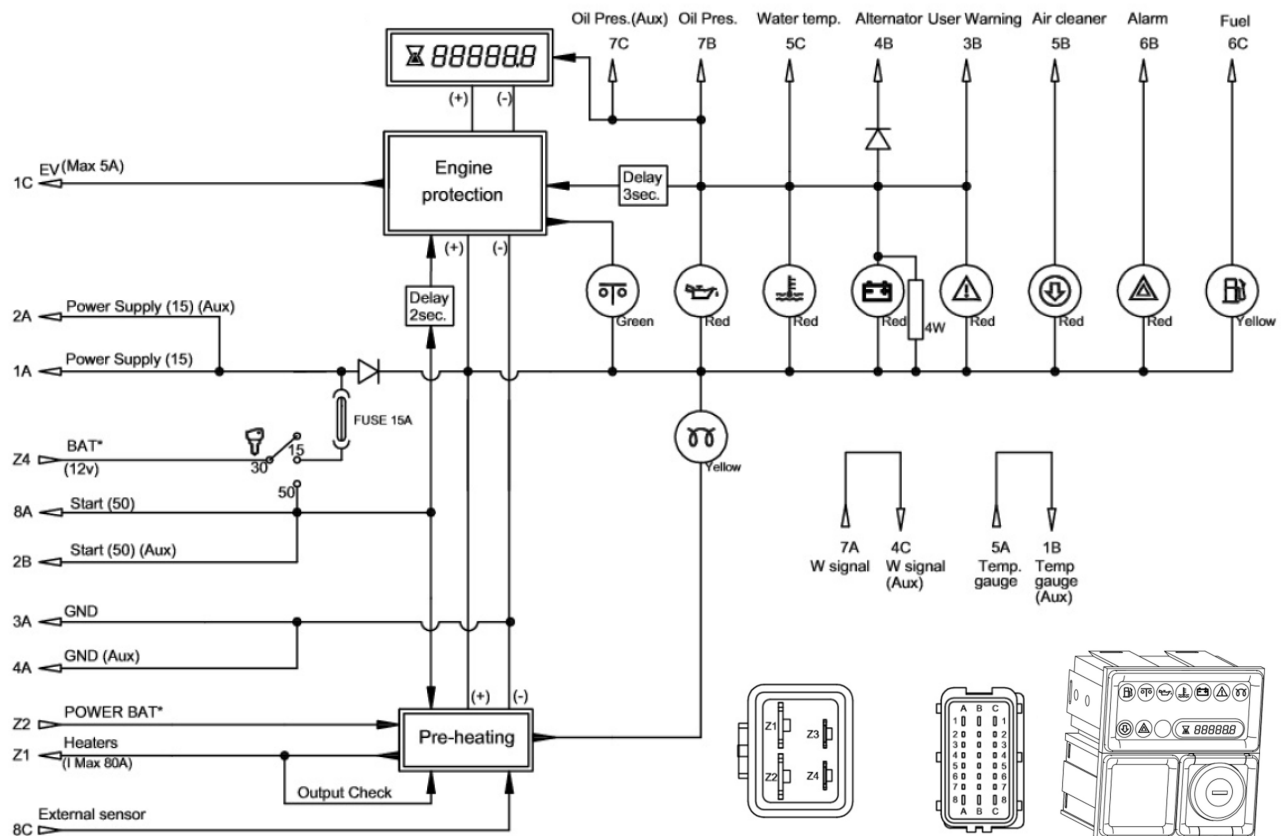 Oil Pres.(Aux) Oil Pres. Water temp. Alternator User Warning Air cleaner Alarm Fuel
7C 7B 5C 4B 3B 5B 6B 6C
88888.8
(+) (-)
EV (Max 5A)
1C
Engine
protection
Delay
3sec.
(+) (-)
Delay
2sec.
Green Red Red Red 4W Red Red Red Yellow
2A Power Supply (15) (Aux)
1A Power Supply (15)
FUSE 15A
Z4 BAT*
(12v)
30 15
50
Yellow
8A Start (50)
2B Start (50) (Aux)
7A 4C 5A 1B
W signal W signal Temp. Temp
(Aux) gauge gauge
(Aux)
3A GND
4A GND (Aux)
(+) (-)
Z2 POWER BAT*
Z1 Heaters
(I Max 80A)
Pre-heating
Output Check
8C External sensor
Z1 Z3
Z2 Z4
A B C
1 1
2 2
3 3
4 4
5 5
6 6
7 7
8 8
A B C
88888.8